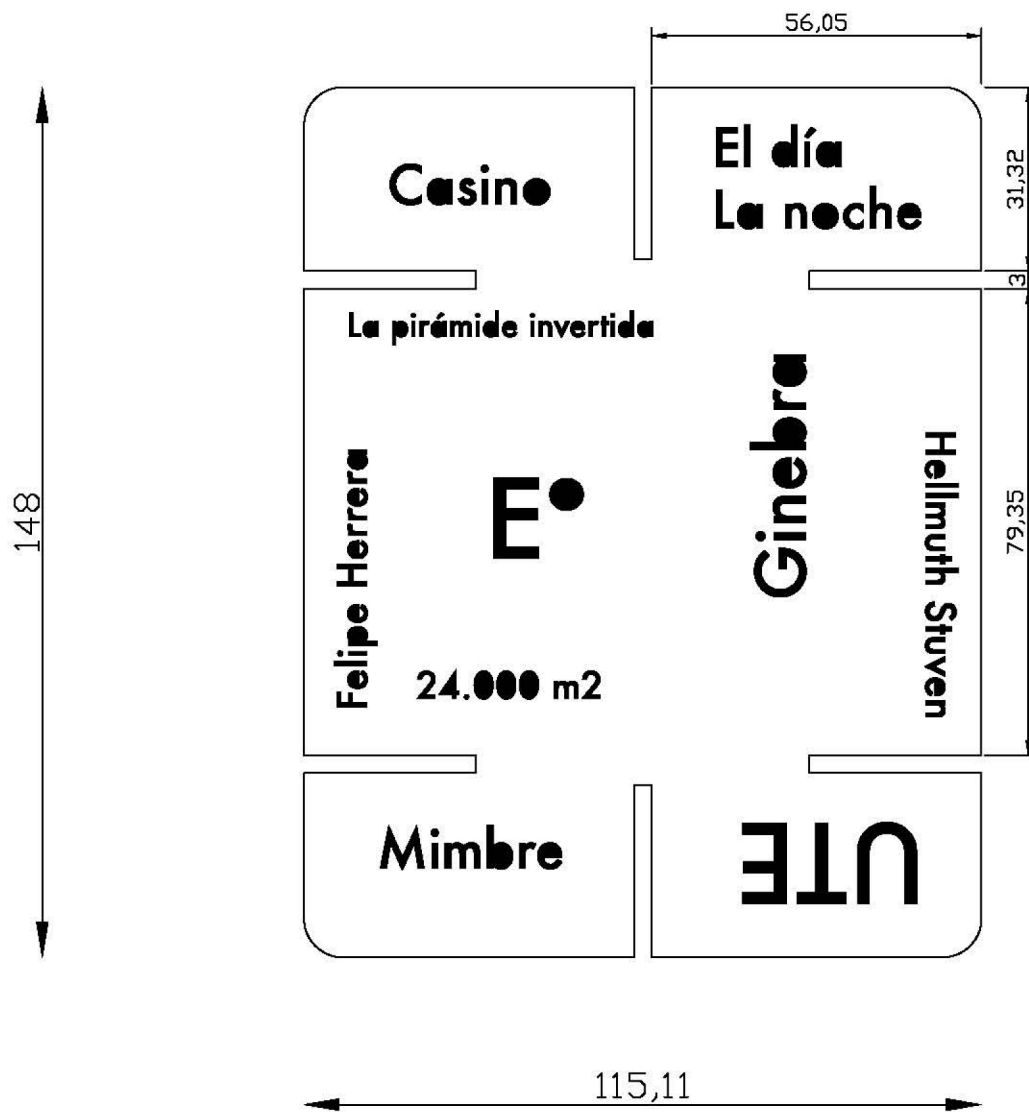 56,05
Casino
El día
La noche
31,32
3
La pirámide invertida
Felipe Herrera
E
Ginebra
Hellmuth Stuven
79,35
148
24.000 m2
Mimbre
UTE
115,11